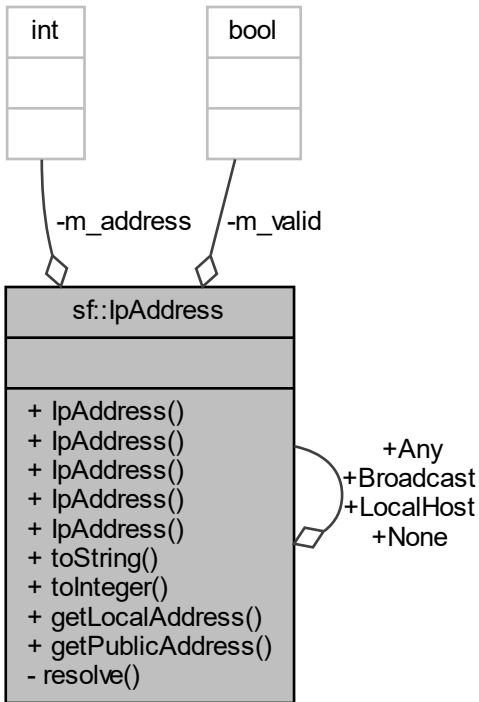 int
bool
-m_address
-m_valid
sf::IpAddress
+ IpAddress()
+ IpAddress()
+ IpAddress()
+ IpAddress()
+ IpAddress()
+ toString()
+ toInteger()
+ getLocalAddress()
+ getPublicAddress()
- resolve()
+Any
+Broadcast
+LocalHost
+None